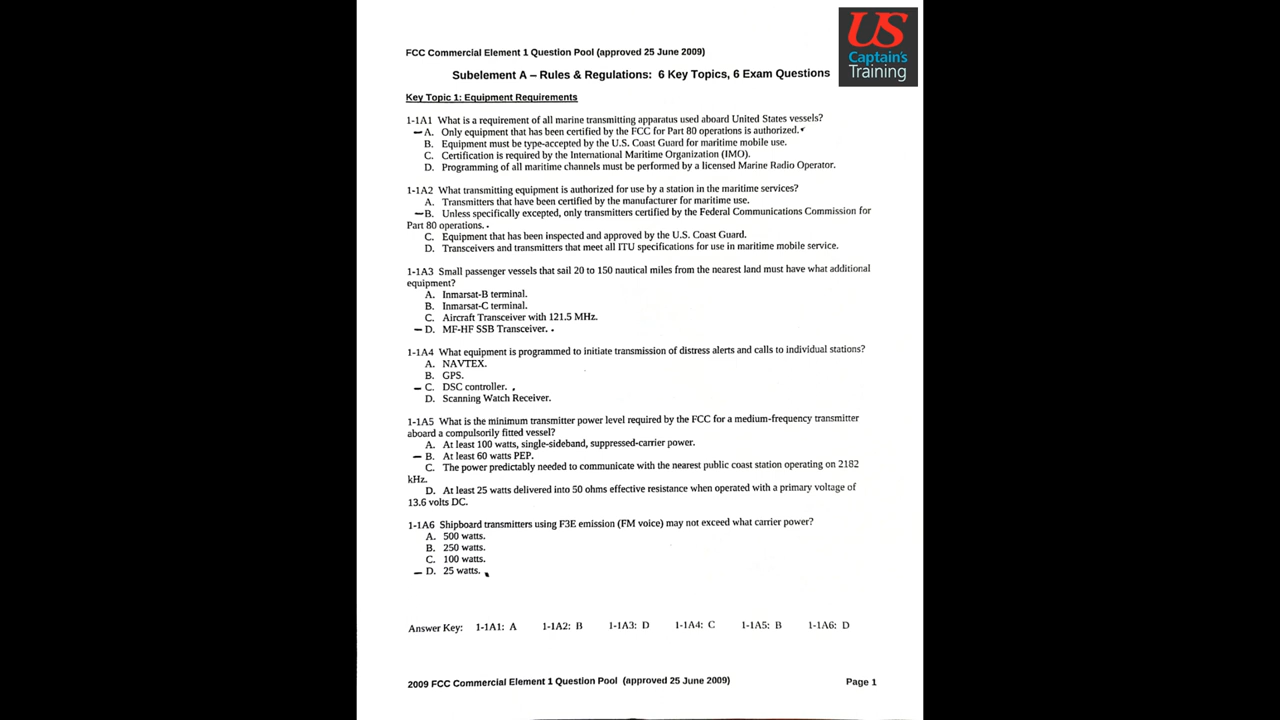 US
Captain's
Training
FCC Commercial Element 1 Question Pool (approved 25 June 2009)
Subelement A – Rules & Regulations: 6 Key Topics, 6 Exam Questions
Key Topic 1: Equipment Requirements
1-1A1 What is a requirement of all marine transmitting apparatus used aboard United States vessels?
A. Only equipment that has been certified by the FCC for Part 80 operations is authorized.
B. Equipment must be type-accepted by the U.S. Coast Guard for maritime mobile use.
C. Certification is required by the International Maritime Organization (IMO).
D. Programming of all maritime channels must be performed by a licensed Marine Radio Operator.
1-1A2 What transmitting equipment is authorized for use by a station in the maritime services?
A. Transmitters that have been certified by the manufacturer for maritime use.
B. Unless specifically excepted, only transmitters certified by the Federal Communications Commission for
Part 80 operations.
C. Equipment that has been inspected and approved by the U.S. Coast Guard.
D. Transceivers and transmitters that meet all ITU specifications for use in maritime mobile service.
1-1A3 Small passenger vessels that sail 20 to 150 nautical miles from the nearest land must have what additional
equipment?
A. Inmarsat-B terminal.
B. Inmarsat-C terminal.
C. Aircraft Transceiver with 121.5 MHz.
D. MF-HF SSB Transceiver.
1-1A4 What equipment is programmed to initiate transmission of distress alerts and calls to individual stations?
A. NAVTEX.
B. GPS.
C. DSC controller.
D. Scanning Watch Receiver.
1-1A5 What is the minimum transmitter power level required by the FCC for a medium-frequency transmitter
aboard a compulsorily fitted vessel?
A. At least 100 watts, single-sideband, suppressed-carrier power.
B. At least 60 watts PEP.
C. The power predictably needed to communicate with the nearest public coast station operating on 2182
kHz.
D. At least 25 watts delivered into 50 ohms effective resistance when operated with a primary voltage of
13.6 volts DC.
1-1A6 Shipboard transmitters using F3E emission (FM voice) may not exceed what carrier power?
A. 500 watts.
B. 250 watts.
C. 100 watts.
D. 25 watts.
Answer Key: 1-1A1: A 1-1A2: B 1-1A3: D 1-1A4: C 1-1A5: B 1-1A6: D
2009 FCC Commercial Element 1 Question Pool (approved 25 June 2009) Page 1